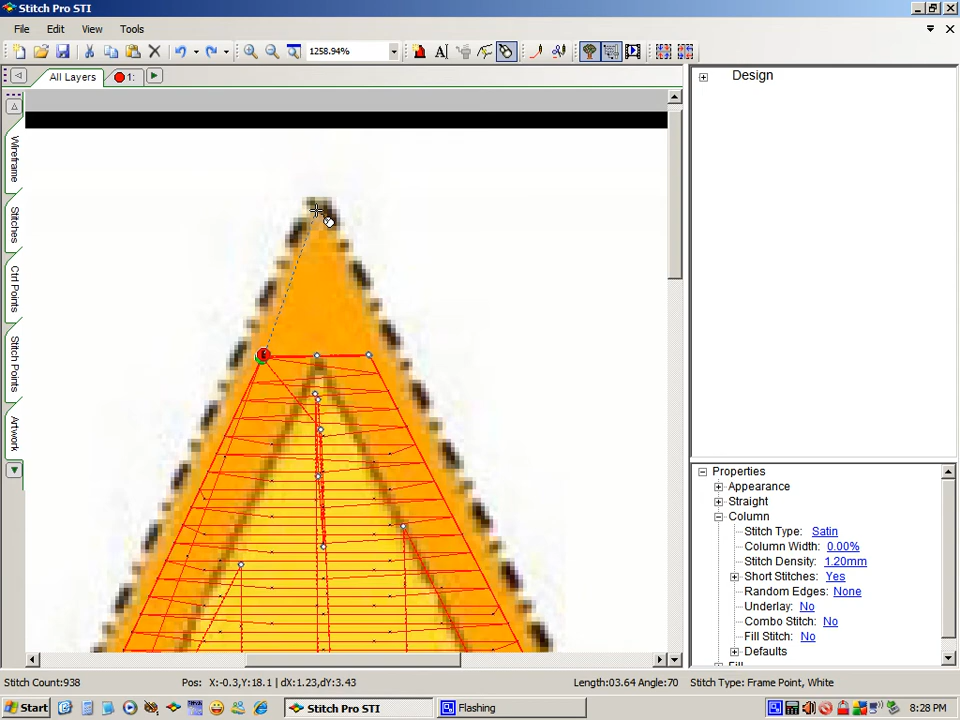 Stitch Pro STI
File Edit View Tools
1258.94%
All Layers 1:
Wireframe
Stitches
Ctrl Points
Stitch Points
Artwork
Design
Properties
Appearance
Straight
Column
Stitch Type: Satin
Column Width: 0.00%
Stitch Density: 1.20mm
Short Stitches: Yes
Random Edges: None
Underlay: No
Combo Stitch: No
Fill Stitch: No
Defaults
Stitch Count:938 Pos: X:-0.3,Y:18.1 dX:1.23,dY:3.43 Length:03.64 Angle:70 Stitch Type: Frame Point, White
Start Stitch Pro STI Flashing 8:28 PM